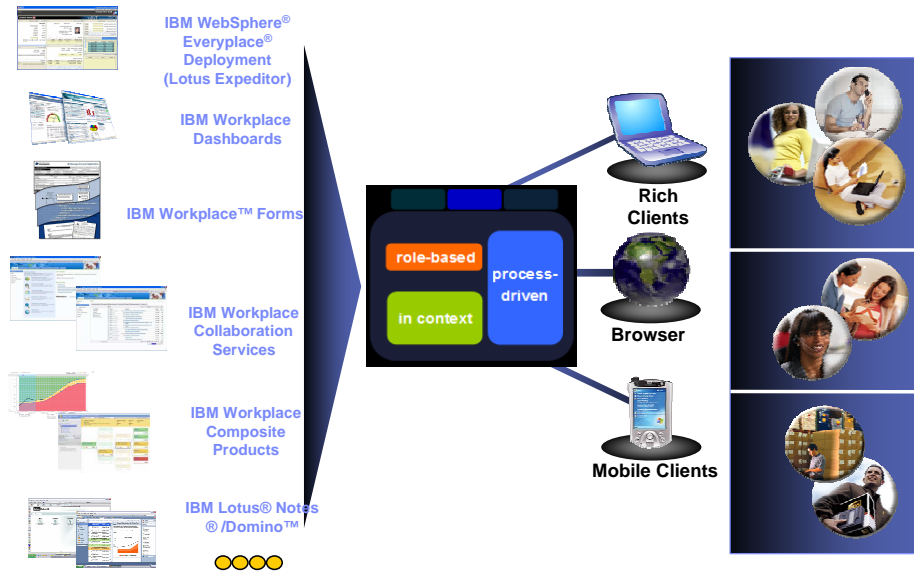 IBM WebSphere®
Everyplace®
Deployment
(Lotus Expeditor)
IBM Workplace
Dashboards
IBM Workplace™ Forms
IBM Workplace
Collaboration
Services
IBM Workplace
Composite
Products
IBM Lotus® Notes
® /Domino™
role-based
in context
process-
driven
Rich
Clients
Browser
Mobile Clients